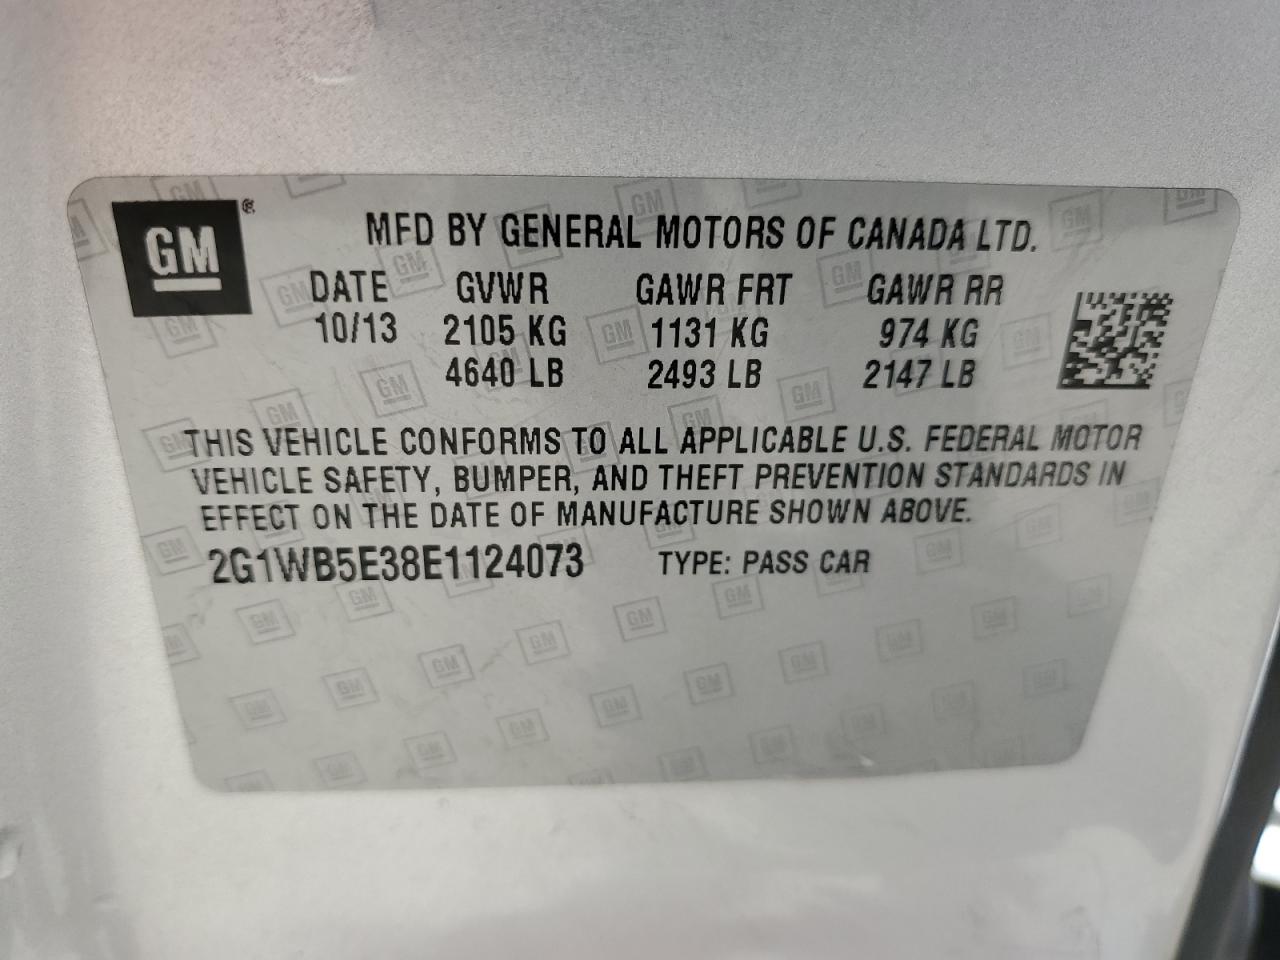 GM ®
MFD BY GENERAL MOTORS OF CANADA LTD.
DATE GVWR GAWR FRT GAWR RR
10/13 2105 KG 1131 KG 974 KG
4640 LB 2493 LB 2147 LB
THIS VEHICLE CONFORMS TO ALL APPLICABLE U.S. FEDERAL MOTOR
VEHICLE SAFETY, BUMPER, AND THEFT PREVENTION STANDARDS IN
EFFECT ON THE DATE OF MANUFACTURE SHOWN ABOVE.
2G1WB5E38E1124073 TYPE: PASS CAR